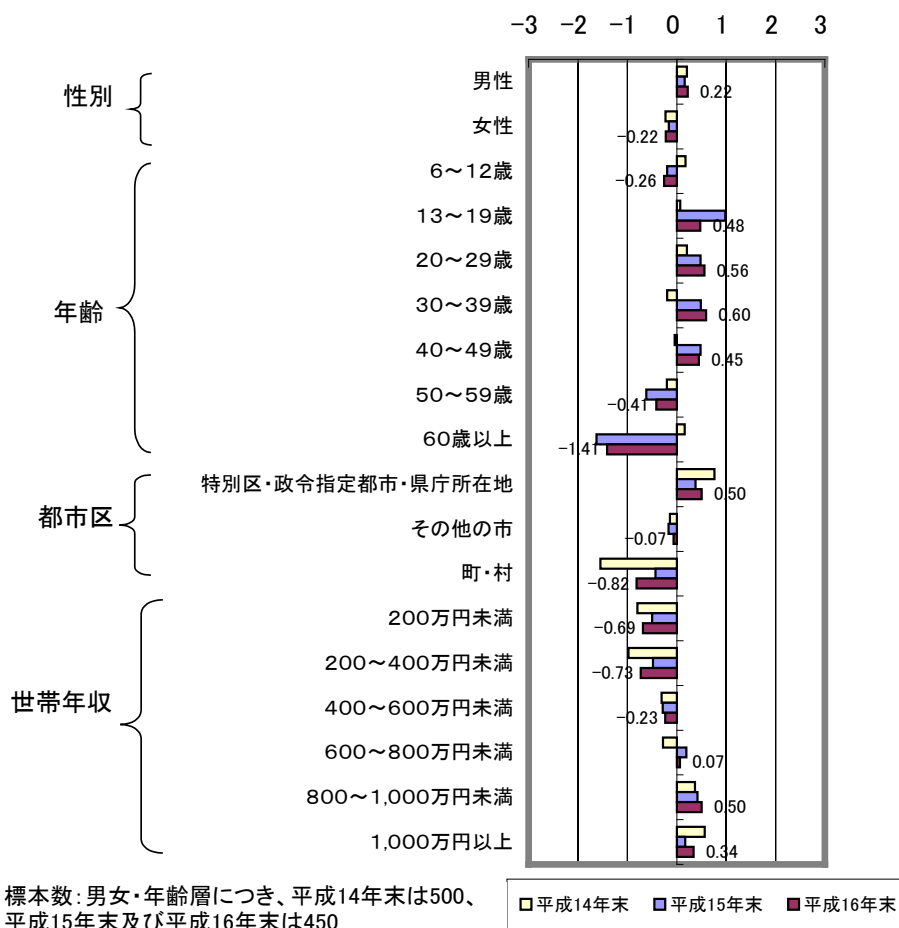 -3 -2 -1 0 1 2 3
性別
男性 0.22
女性 -0.22
年齢
6～12歳 -0.26
13～19歳 0.48
20～29歳 0.56
30～39歳 0.60
40～49歳 0.45
50～59歳 -0.41
60歳以上 -1.41
都市区
特別区・政令指定都市・県庁所在地 0.50
その他の市 -0.07
町・村 -0.82
世帯年収
200万円未満 -0.69
200～400万円未満 -0.73
400～600万円未満 -0.23
600～800万円未満 0.07
800～1,000万円未満 0.50
1,000万円以上 0.34
標本数：男女・年齢層につき、平成14年末は500、
平成15年末及び平成16年末は450
平成14年末 平成15年末 平成16年末